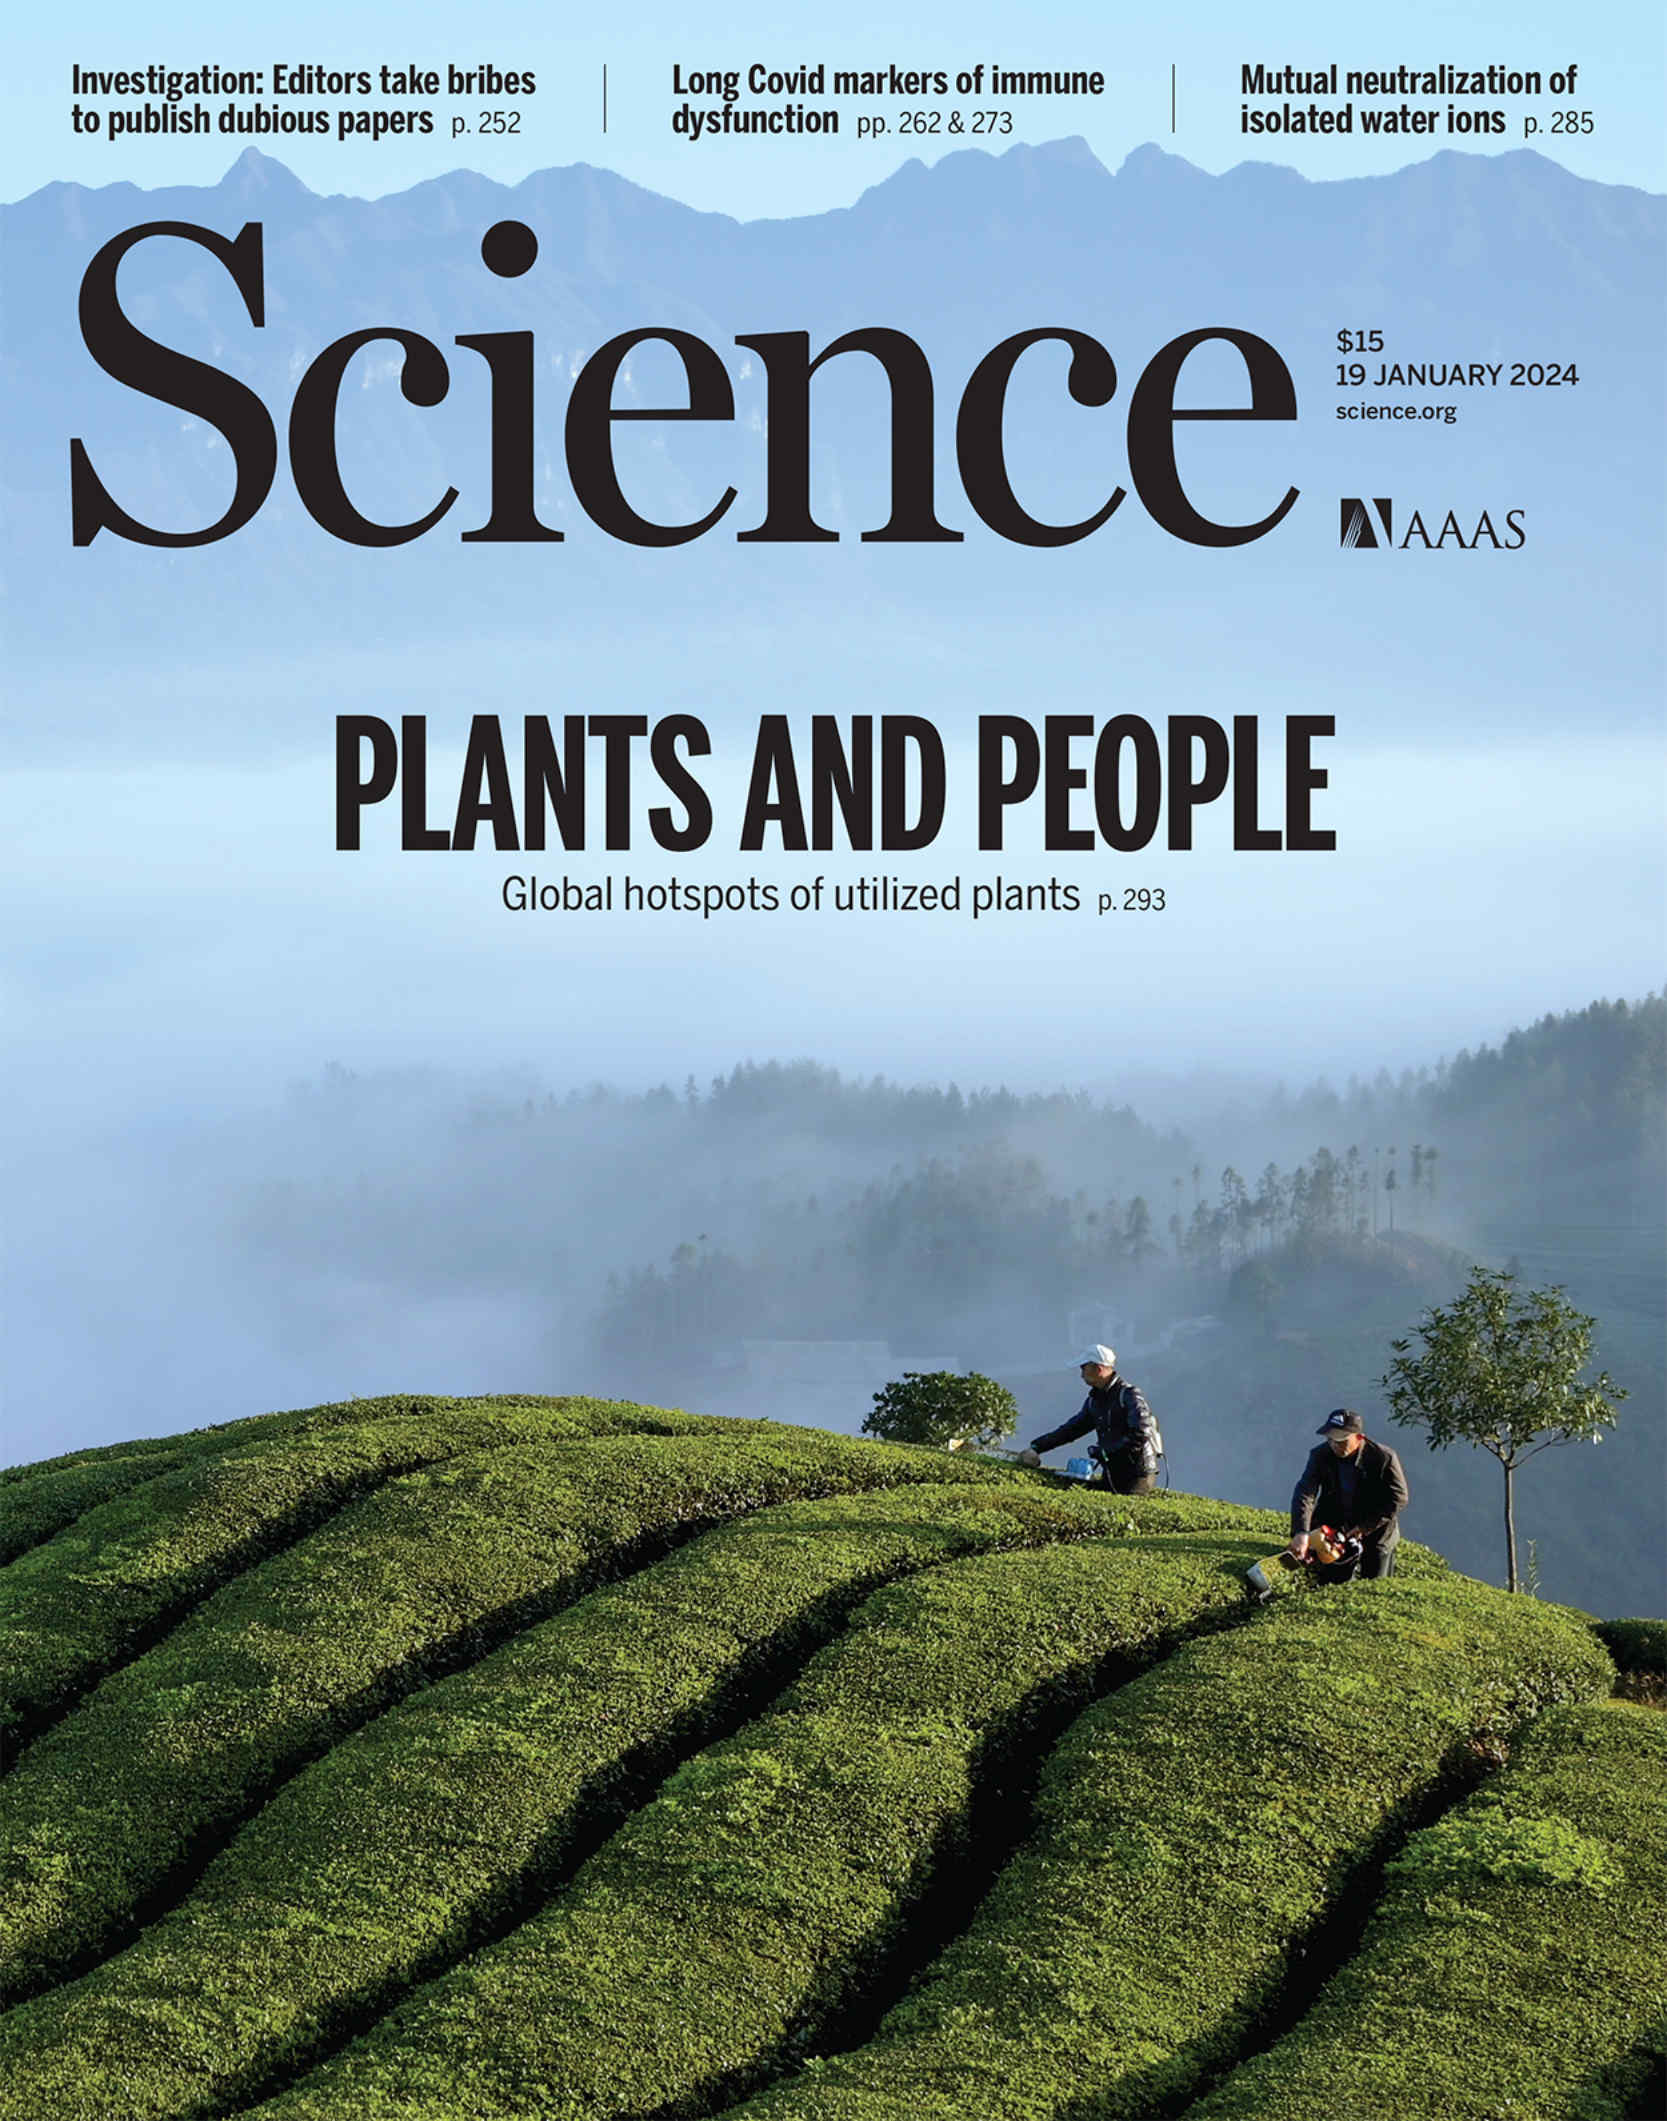 Investigation: Editors take bribes
to publish dubious papers p. 252
Long Covid markers of immune
dysfunction pp. 262 & 273
Mutual neutralization of
isolated water ions p. 285
Science
$15
19 JANUARY 2024
science.org
AAAS
PLANTS AND PEOPLE
Global hotspots of utilized plants p. 293